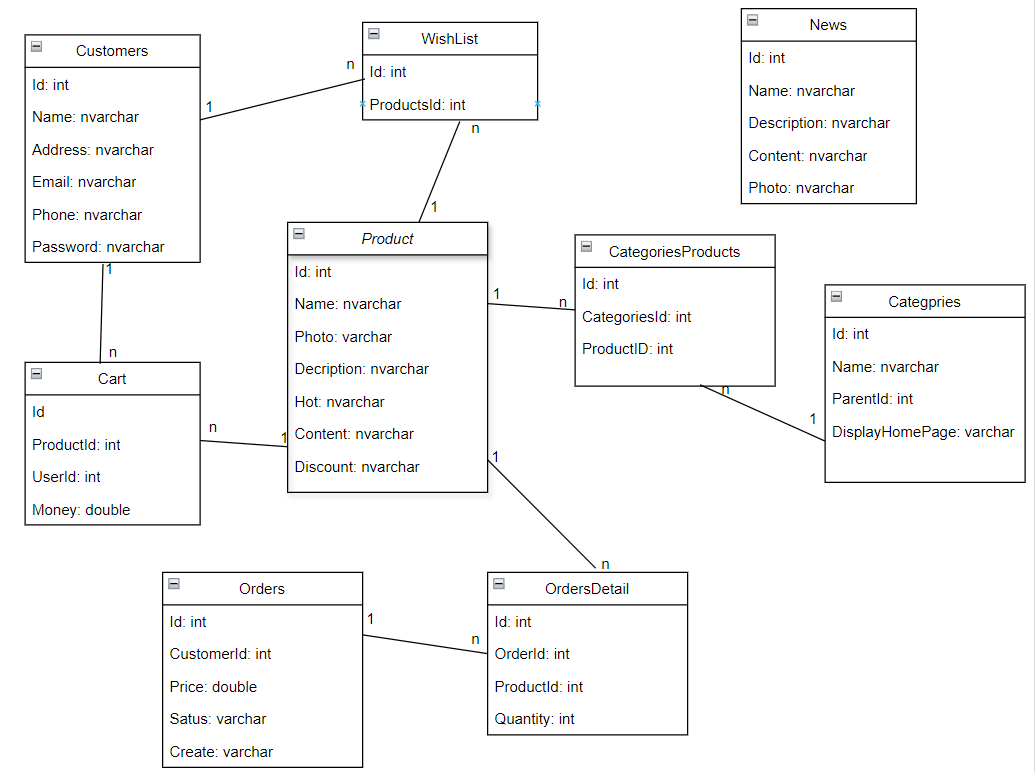 Customers
Id: int
Name: nvarchar
Address: nvarchar
Email: nvarchar
Phone: nvarchar
Password: nvarchar
1
n
WishList
Id: int
ProductsId: int
n
1
News
Id: int
Name: nvarchar
Description: nvarchar
Content: nvarchar
Photo: nvarchar
Product
Id: int
Name: nvarchar
Photo: varchar
Decription: nvarchar
Hot: nvarchar
Content: nvarchar
Discount: nvarchar
1
n
CategoriesProducts
Id: int
CategoriesId: int
ProductID: int
n
1
Categpries
Id: int
Name: nvarchar
ParentId: int
DisplayHomePage: varchar
1
n
Cart
Id
ProductId: int
UserId: int
Money: double
n
1
1
n
Orders
Id: int
CustomerId: int
Price: double
Satus: varchar
Create: varchar
1
n
OrdersDetail
Id: int
OrderId: int
ProductId: int
Quantity: int